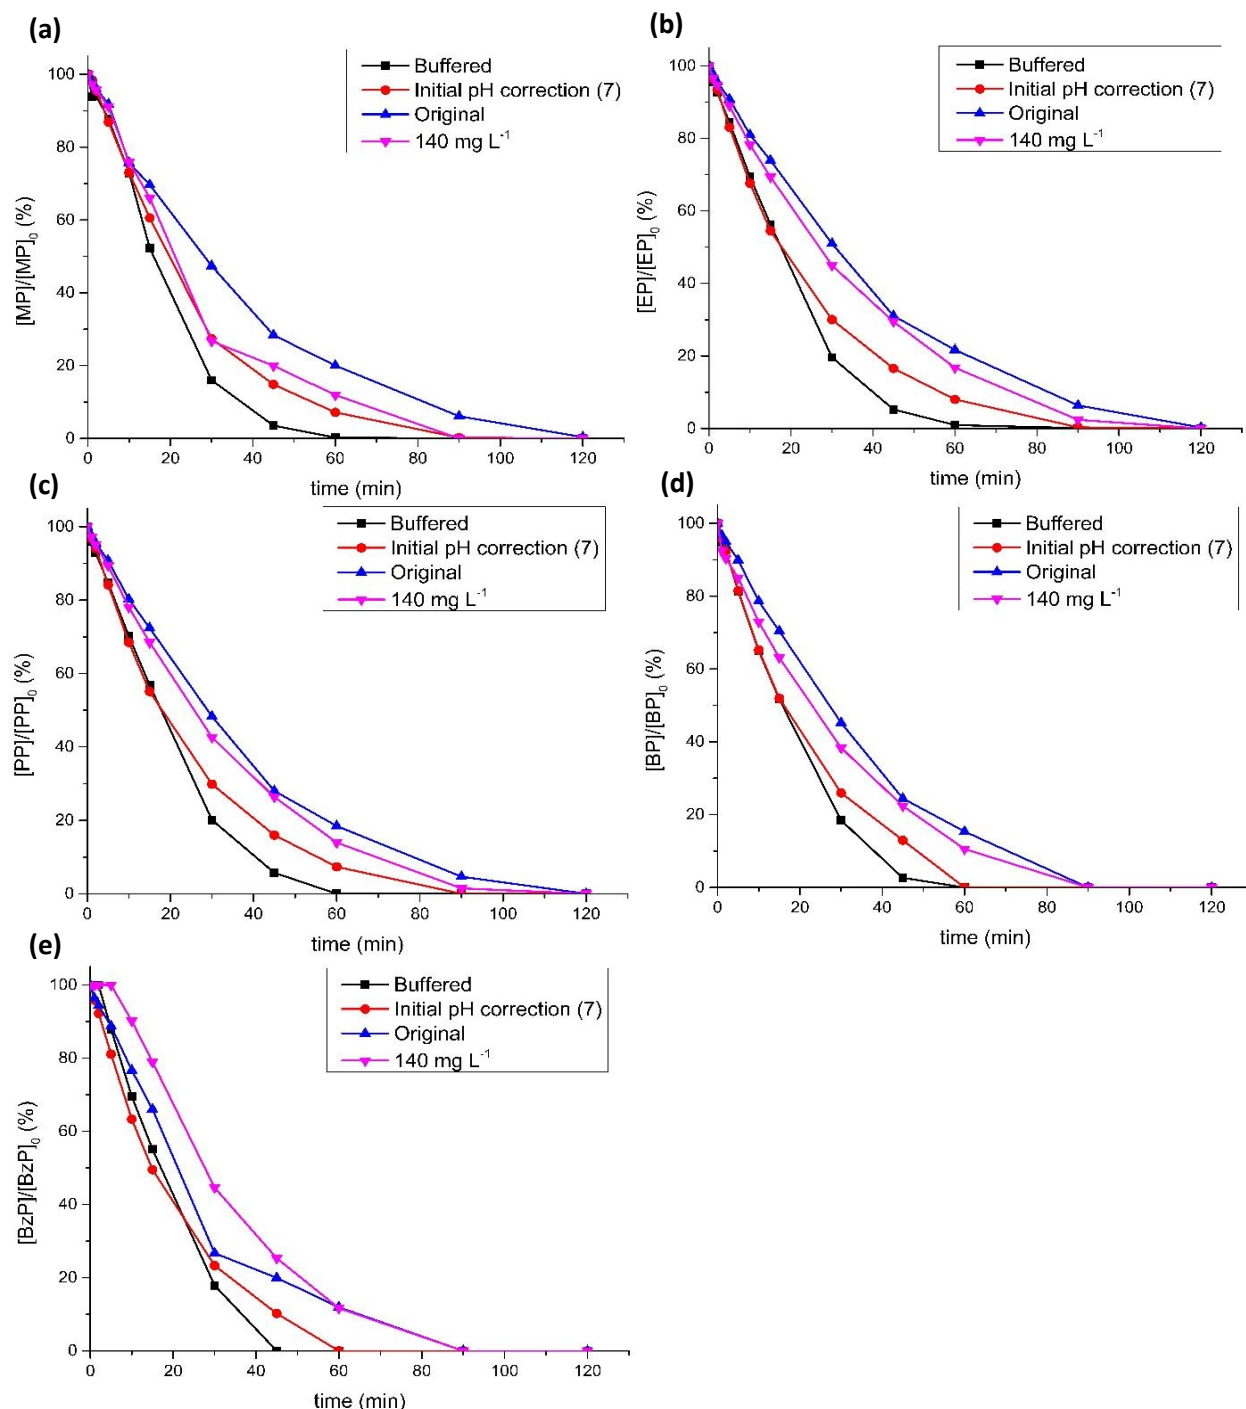 (a)
Buffered
Initial pH correction (7)
Original
140 mg L⁻¹
100
80
60
40
20
0
[MP]/[MP]₀ (%)
0 20 40 60 80 100 120
time (min)
(b)
Buffered
Initial pH correction (7)
Original
140 mg L⁻¹
100
80
60
40
20
0
[EP]/[EP]₀ (%)
0 20 40 60 80 100 120
time (min)
(c)
Buffered
Initial pH correction (7)
Original
140 mg L⁻¹
100
80
60
40
20
0
[PP]/[PP]₀ (%)
0 20 40 60 80 100 120
time (min)
(d)
Buffered
Initial pH correction (7)
Original
140 mg L⁻¹
100
80
60
40
20
0
[BP]/[BP]₀ (%)
0 20 40 60 80 100 120
time (min)
(e)
Buffered
Initial pH correction (7)
Original
140 mg L⁻¹
100
80
60
40
20
0
[BzP]/[BzP]₀ (%)
0 20 40 60 80 100 120
time (min)